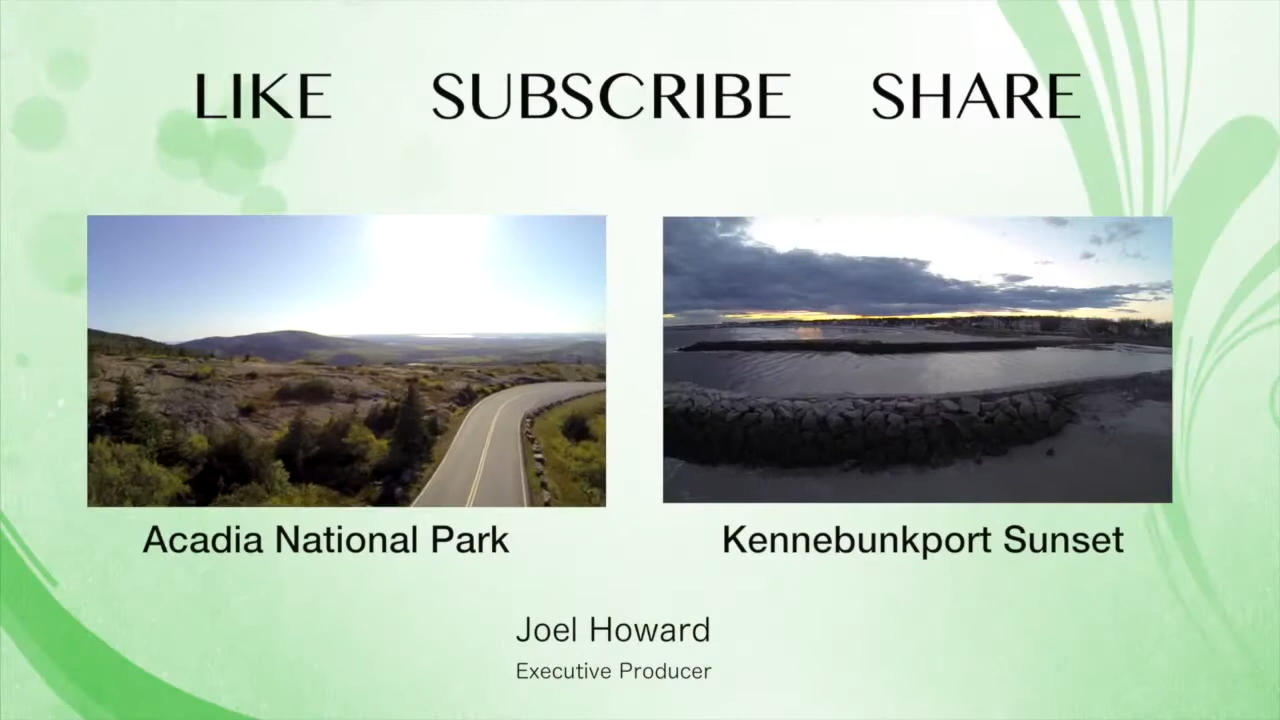 LIKE SUBSCRIBE SHARE
Acadia National Park
Kennebunkport Sunset
Joel Howard
Executive Producer